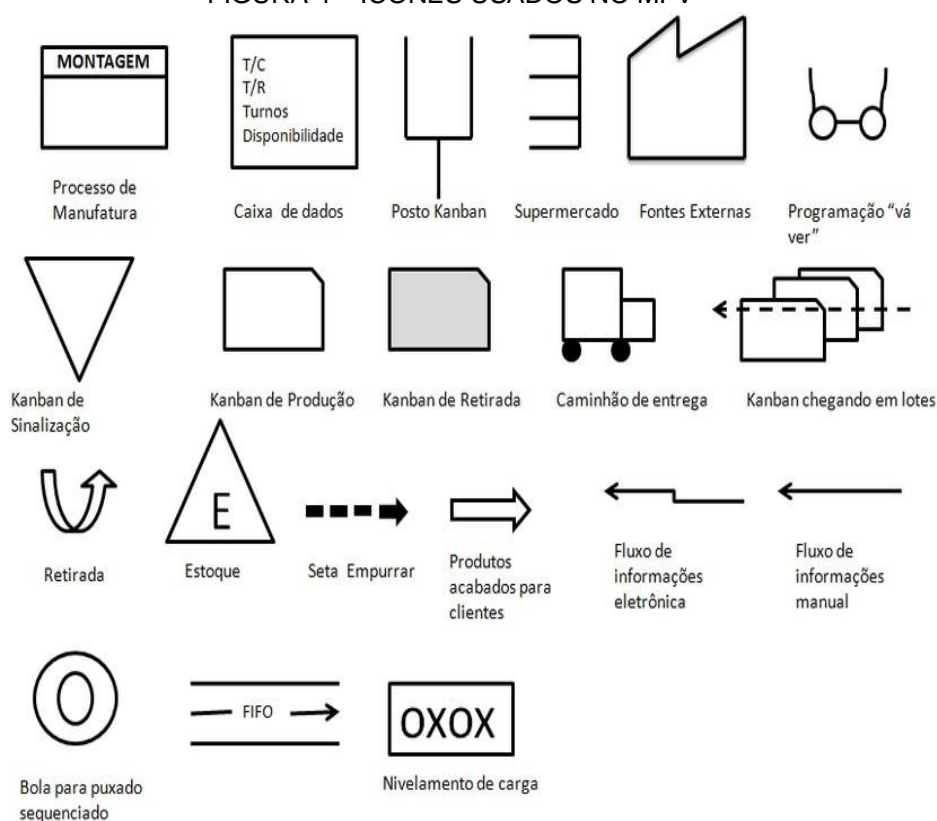 MONTAGEM
T/C
T/R
Turnos
Disponibilidade
Processo de
Manufatura
Caixa de dados
Posto Kanban
Supermercado
Fontes Externas
Programação “vá
ver”
Kanban de
Sinalização
Kanban de Produção
Kanban de Retirada
Caminhão de entrega
Kanban chegando em lotes
E
Retirada
Estoque
Seta Empurrar
Produtos
acabados para
clientes
Fluxo de
informações
eletrônica
Fluxo de
informações
manual
FIFO
OXOX
Bola para puxado
sequenciado
Nivelamento de carga